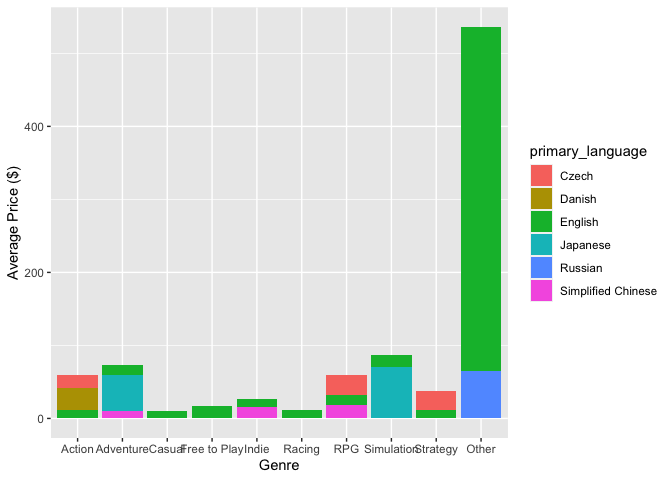 Average Price ($)
400
200
0
Action Adventure Casual Free to Play Indie Racing RPG Simulation Strategy Other
Genre
primary_language
Czech
Danish
English
Japanese
Russian
Simplified Chinese